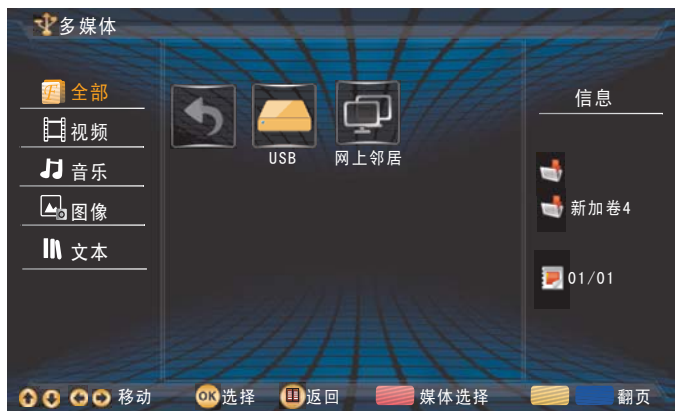 多媒体
全部
视频
音乐
图像
文本
USB
网上邻居
信息
新加卷4
01/01
移动 OK 选择 返回 媒体选择 翻页